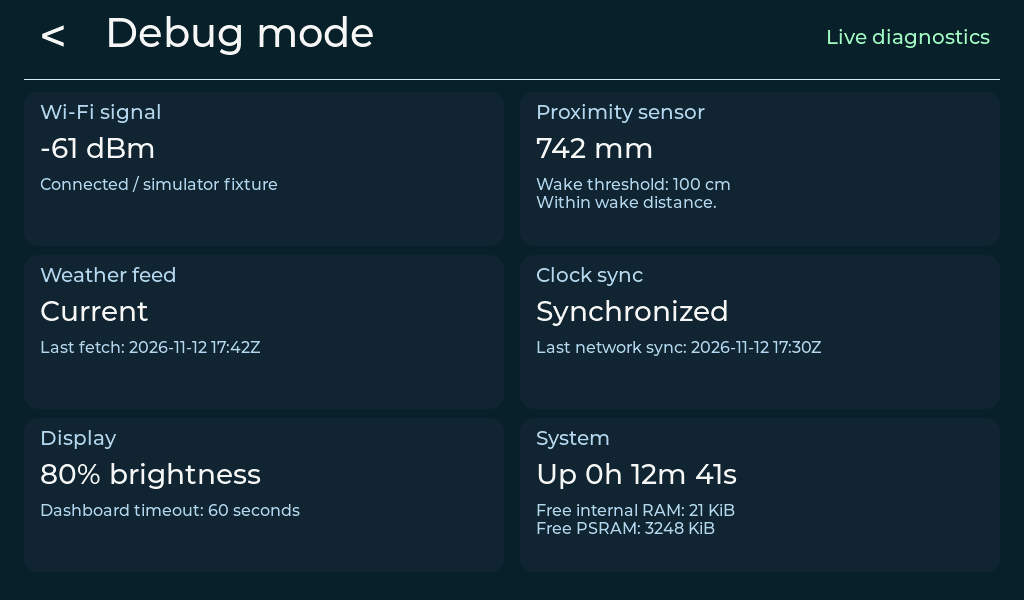 < Debug mode
Live diagnostics
Wi-Fi signal
-61 dBm
Connected / simulator fixture
Proximity sensor
742 mm
Wake threshold: 100 cm
Within wake distance.
Weather feed
Current
Last fetch: 2026-11-12 17:42Z
Clock sync
Synchronized
Last network sync: 2026-11-12 17:30Z
Display
80% brightness
Dashboard timeout: 60 seconds
System
Up 0h 12m 41s
Free internal RAM: 21 KiB
Free PSRAM: 3248 KiB